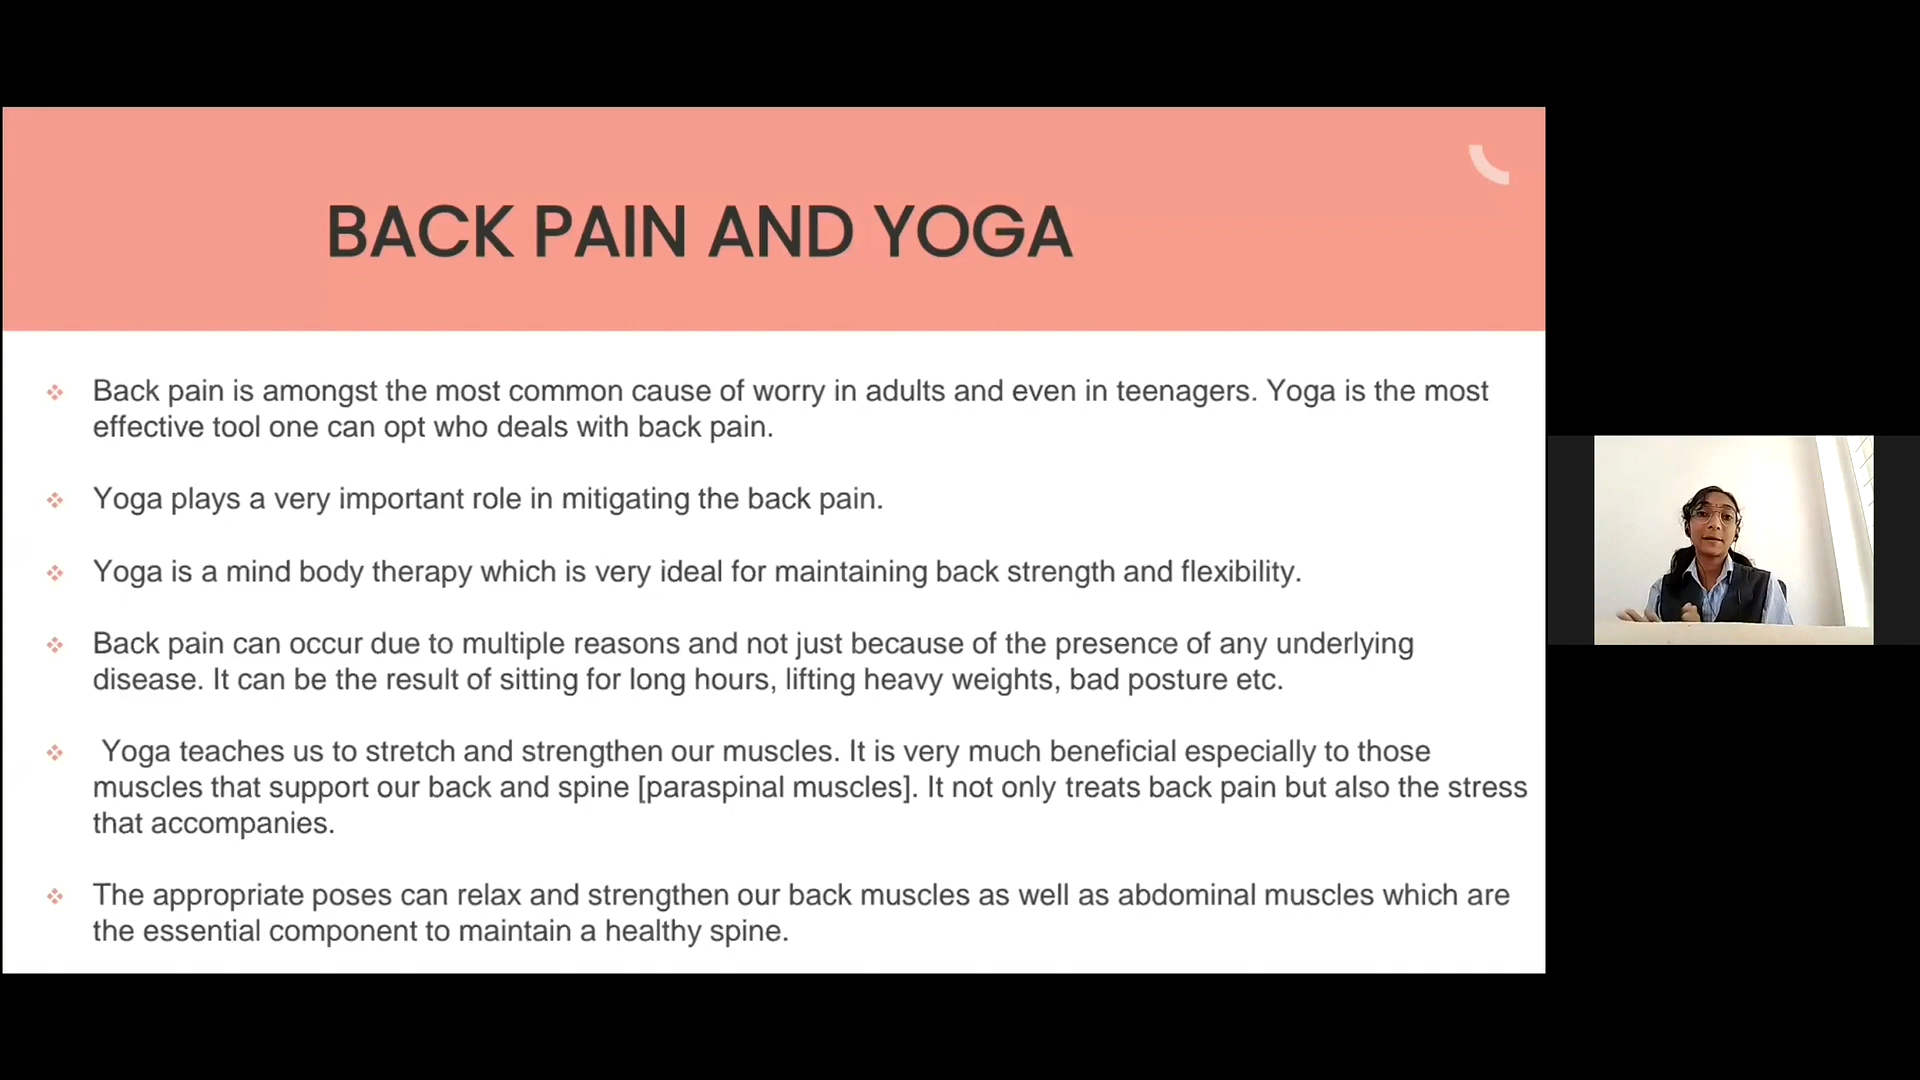 BACK PAIN AND YOGA
Back pain is amongst the most common cause of worry in adults and even in teenagers. Yoga is the most
effective tool one can opt who deals with back pain.
Yoga plays a very important role in mitigating the back pain.
Yoga is a mind body therapy which is very ideal for maintaining back strength and flexibility.
Back pain can occur due to multiple reasons and not just because of the presence of any underlying
disease. It can be the result of sitting for long hours, lifting heavy weights, bad posture etc.
Yoga teaches us to stretch and strengthen our muscles. It is very much beneficial especially to those
muscles that support our back and spine [paraspinal muscles]. It not only treats back pain but also the stress
that accompanies.
The appropriate poses can relax and strengthen our back muscles as well as abdominal muscles which are
the essential component to maintain a healthy spine.